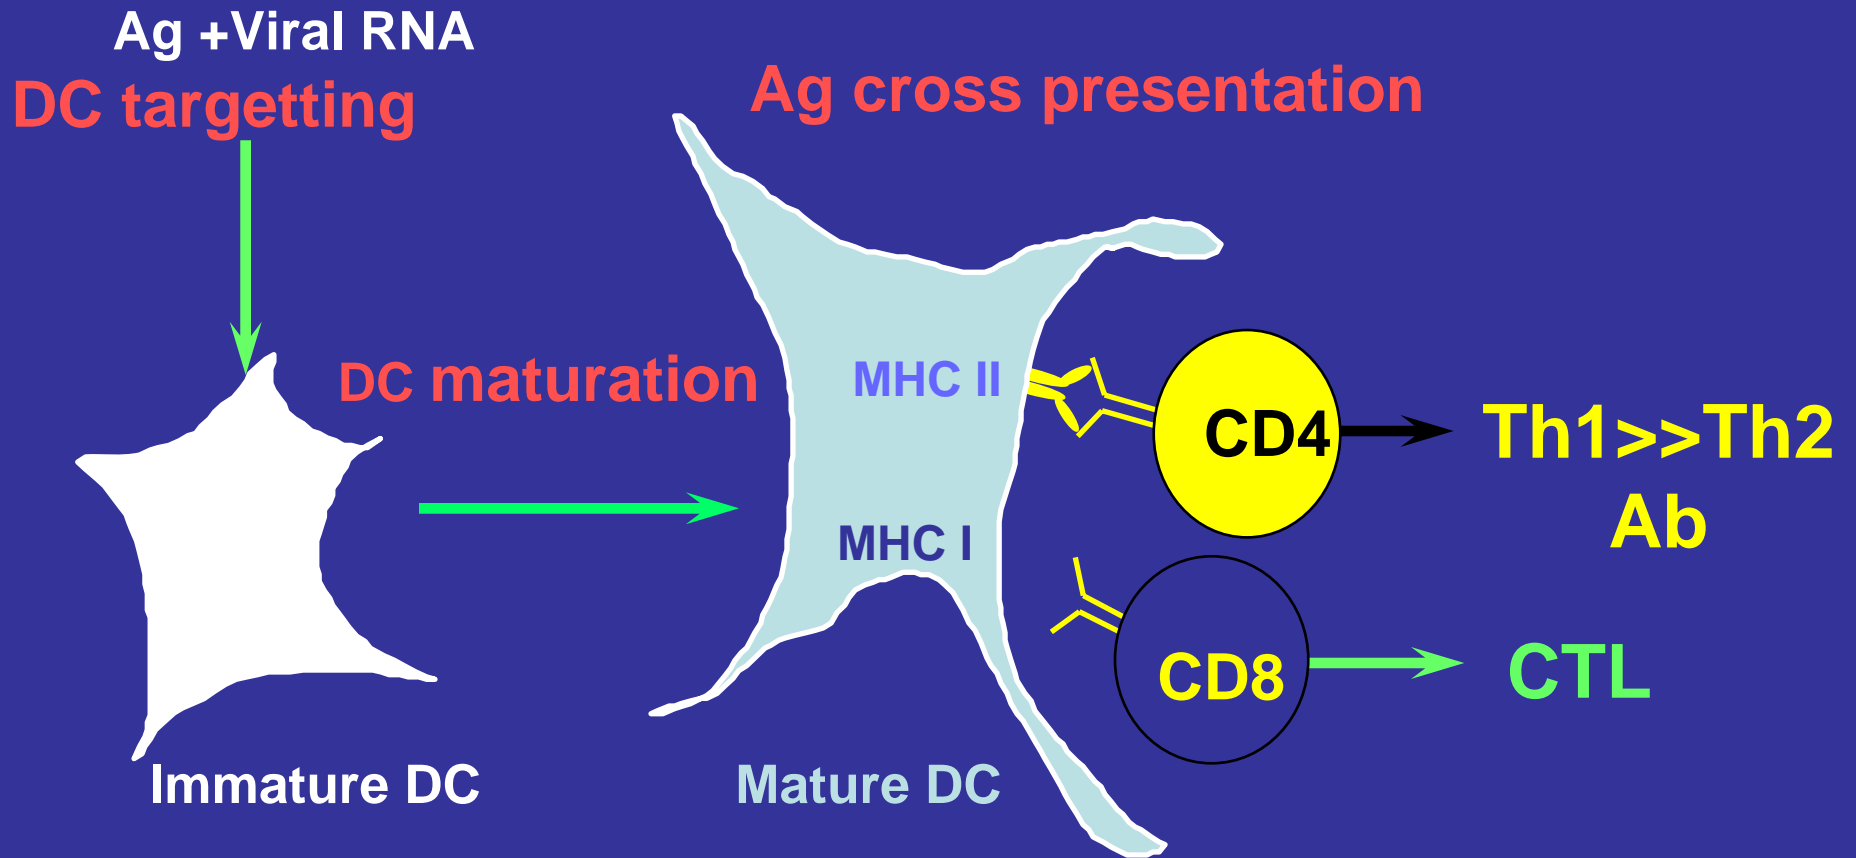 Ag +Viral RNA
DC targetting
Ag cross presentation
DC maturation
MHC II
CD4
Th1>>Th2
Ab
MHC I
CD8
CTL
Immature DC
Mature DC